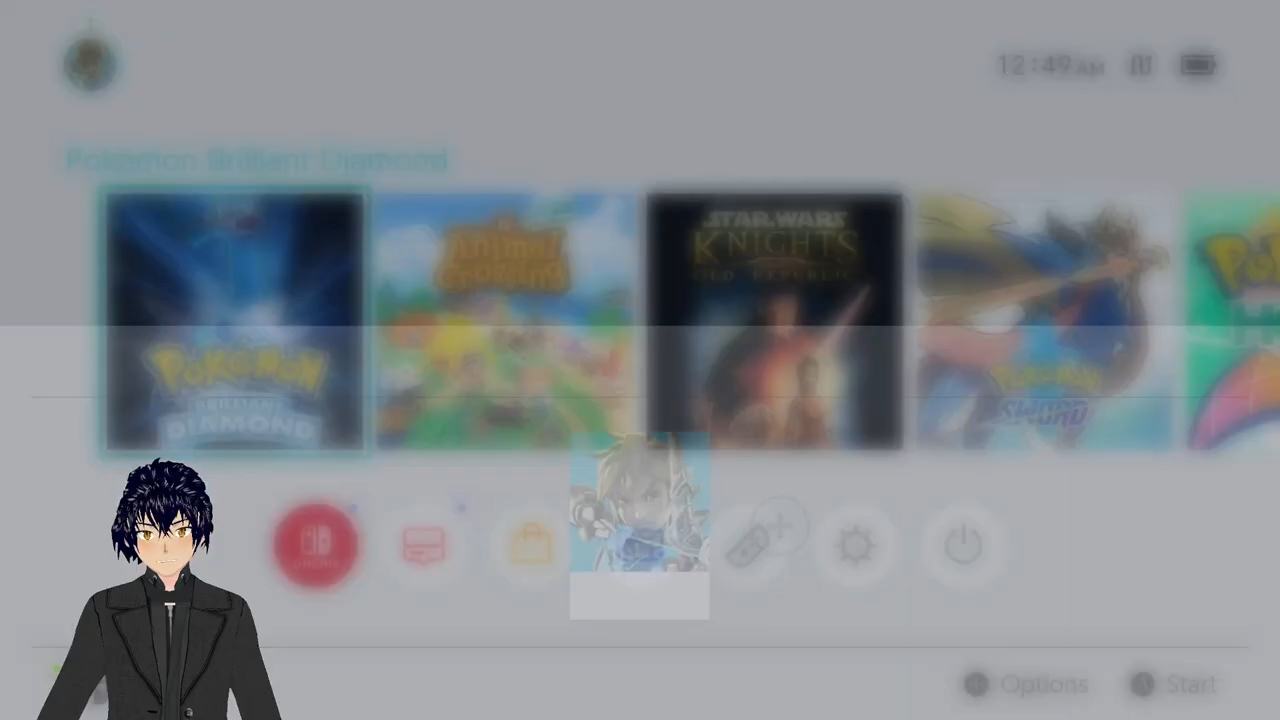 12:49 AM
Pokémon Brilliant Diamond
POKÉMON
BRILLIANT
DIAMOND
Animal
Crossing
STAR.WARS
KNIGHTS
OLD REPUBLIC
POKÉMON
SWORD
Options
Start